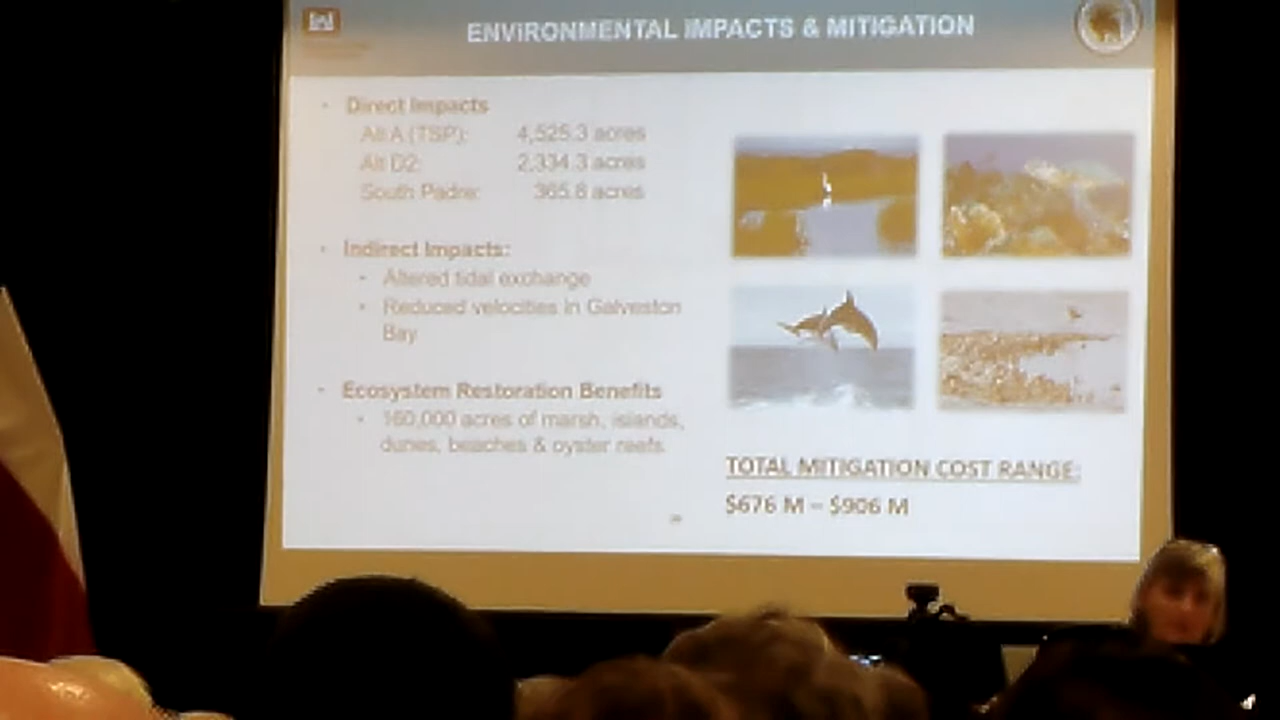 ENVIRONMENTAL IMPACTS & MITIGATION
Direct Impacts
Alt A (TSP): 4,525.3 acres
Alt D2: 2,334.3 acres
South Padre: 365.8 acres
Indirect Impacts:
Altered tidal exchange
Reduced velocities in Galveston
Bay
Ecosystem Restoration Benefits
160,000 acres of marsh, islands,
dunes, beaches & oyster reefs
TOTAL MITIGATION COST RANGE:
$676 M – $906 M